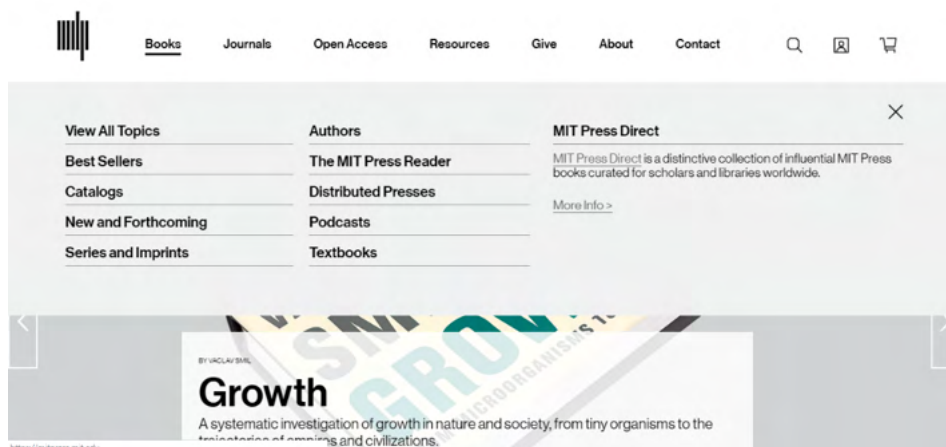 Books Journals Open Access Resources Give About Contact
View All Topics Authors MIT Press Direct
Best Sellers The MIT Press Reader MIT Press Direct is a distinctive collection of influential MIT Press
books curated for scholars and libraries worldwide.
Catalogs Distributed Presses
More Info >
New and Forthcoming Podcasts
Series and Imprints Textbooks
BY VACLAV SMIL
Growth
A systematic investigation of growth in nature and society, from tiny organisms to the
and civilizations.